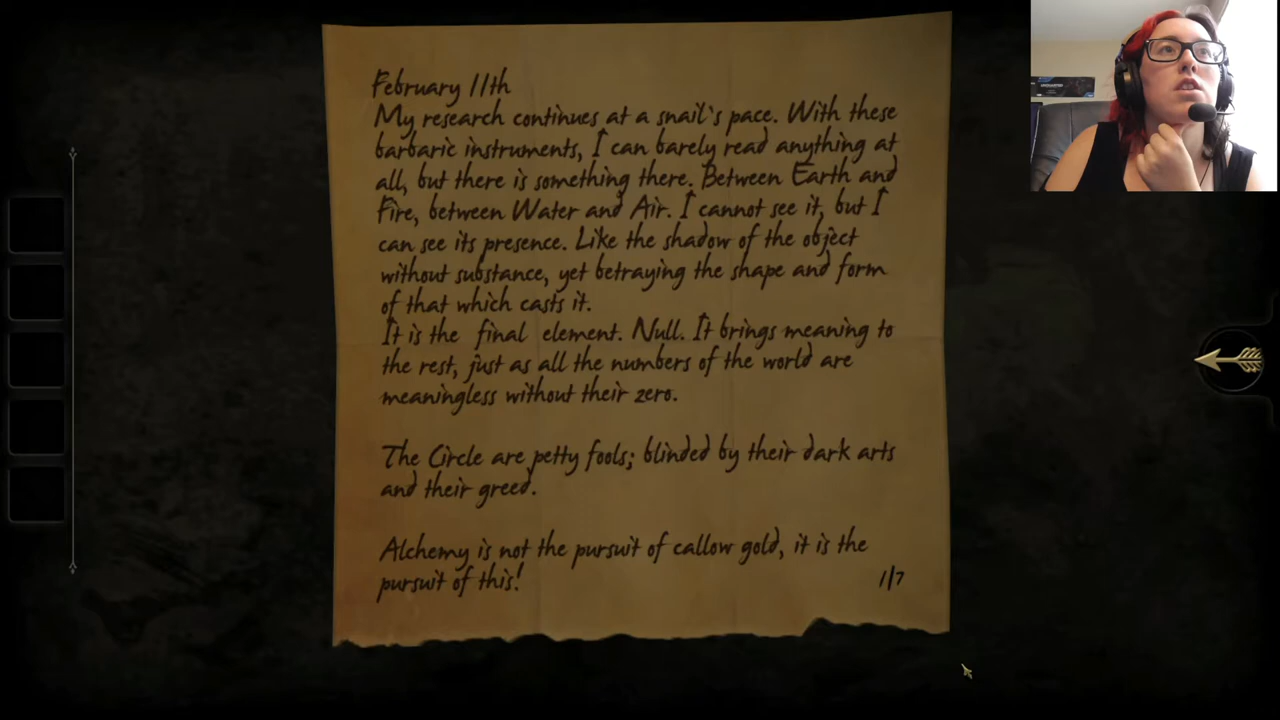 February 11th
My research continues at a snail's pace. With these
barbaric instruments, I can barely read anything at
all, but there is something there. Between Earth and
Fire, between Water and Air. I cannot see it, but I
can see its presence. Like the shadow of the object
without substance, yet betraying the shape and form
of that which casts it.
It is the final element. Null. It brings meaning to
the rest, just as all the numbers of the world are
meaningless without their zero.
The Circle are petty fools; blinded by their dark arts
and their greed.
Alchemy is not the pursuit of callow gold, it is the
pursuit of this!
1/7